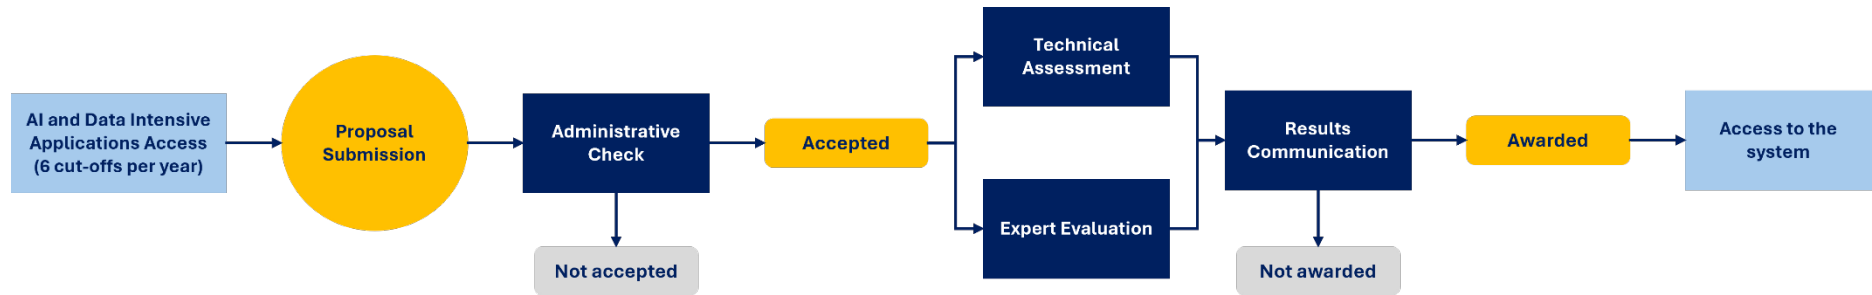 AI and Data Intensive
Applications Access
(6 cut-offs per year)
Proposal
Submission
Administrative
Check
Not accepted
Accepted
Technical
Assessment
Expert Evaluation
Results
Communication
Not awarded
Awarded
Access to the
system